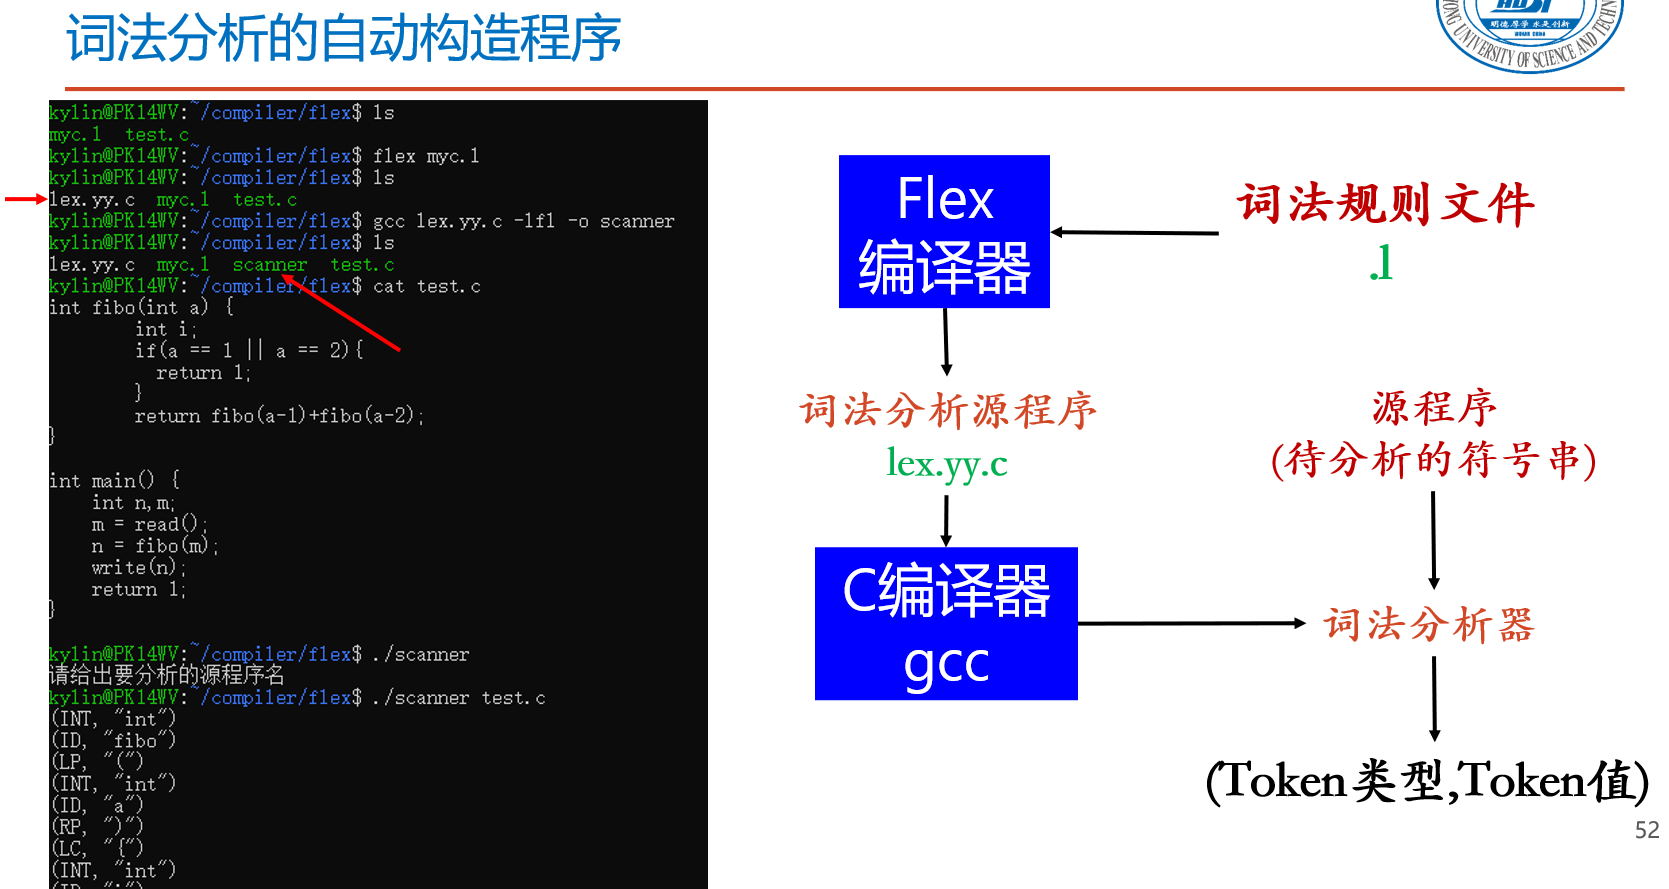 词法分析的自动构造程序
明德厚学 求是创新
UNIVERSITY OF SCIENCE AND TECHN
kylin@PK14WV:~/compiler/flex$ ls
myc.l  test.c
kylin@PK14WV:~/compiler/flex$ flex myc.l
kylin@PK14WV:~/compiler/flex$ ls
lex.yy.c  myc.l  test.c
kylin@PK14WV:~/compiler/flex$ gcc lex.yy.c -lfl -o scanner
kylin@PK14WV:~/compiler/flex$ ls
lex.yy.c  myc.l  scanner  test.c
kylin@PK14WV:~/compiler/flex$ cat test.c
int fibo(int a) {
        int i;
        if(a == 1 || a == 2){
          return 1;
        }
        return fibo(a-1)+fibo(a-2);
}
int main() {
    int n,m;
    m = read();
    n = fibo(m);
    write(n);
    return 1;
}
kylin@PK14WV:~/compiler/flex$ ./scanner
请给出要分析的源程序名
kylin@PK14WV:~/compiler/flex$ ./scanner test.c
(INT, "int")
(ID, "fibo")
(LP, "(")
(INT, "int")
(ID, "a")
(RP, ")")
(LC, "{")
(INT, "int")
(ID, "i")
Flex
编译器
词法规则文件
.l
词法分析源程序
lex.yy.c
源程序
(待分析的符号串)
C编译器
gcc
词法分析器
(Token类型,Token值)
52